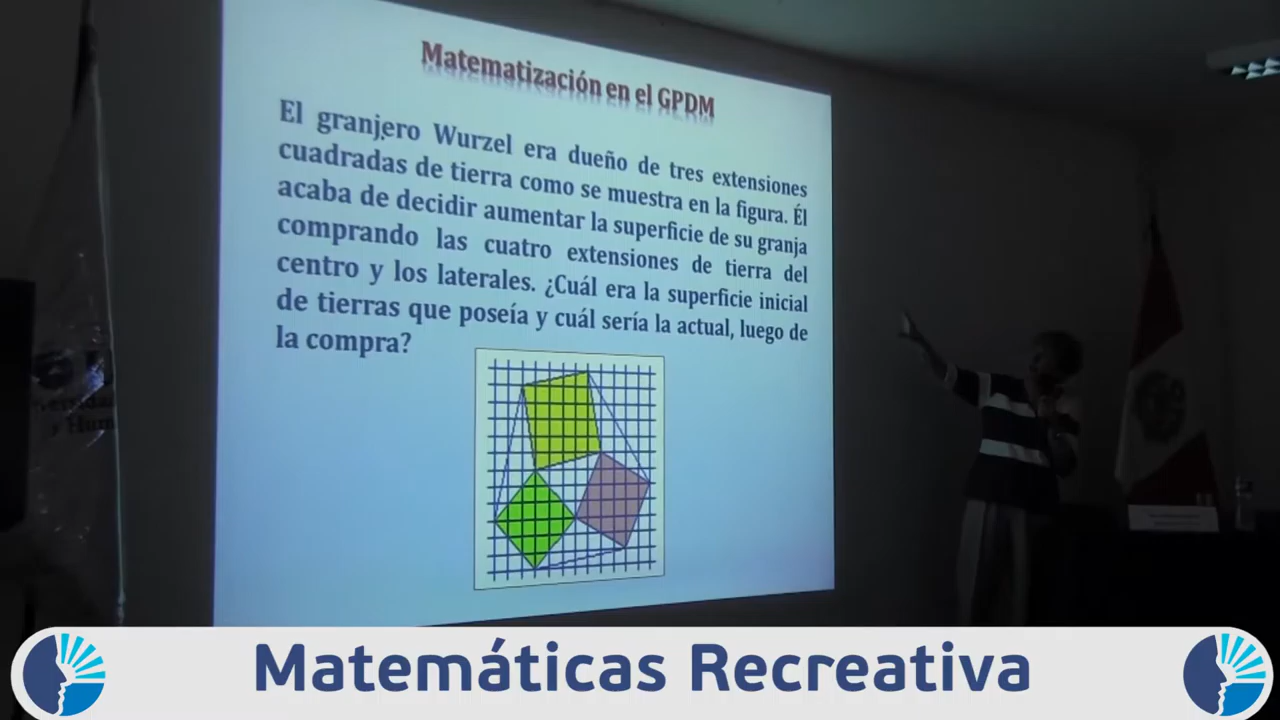 Matematización en el GPDM
El granjero Wurzel era dueño de tres extensiones
cuadradas de tierra como se muestra en la figura. Él
acaba de decidir aumentar la superficie de su granja
comprando las cuatro extensiones de tierra del
centro y los laterales. ¿Cuál era la superficie inicial
de tierras que poseía y cuál sería la actual, luego de
la compra?
y Hum
Matemáticas Recreativa